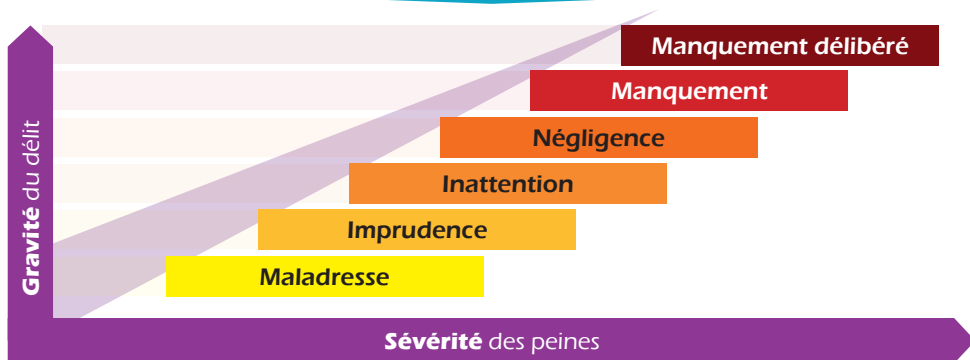 Manquement délibéré
Manquement
Négligence
Inattention
Imprudence
Maladresse
Gravité du délit
Sévérité des peines